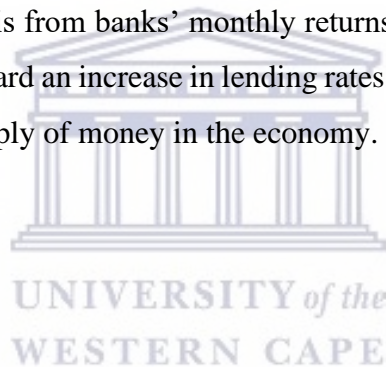 is from banks’ monthly returns
ard an increase in lending rates
ply of money in the economy.
UNIVERSITY of the
WESTERN CAPE